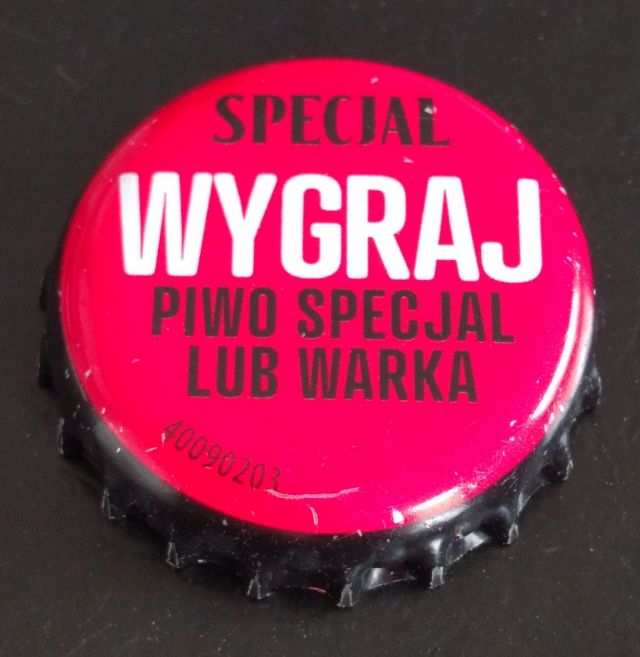 SPECJAL
WYGRAJ
PIWO SPECJAL
LUB WARKA
40090203